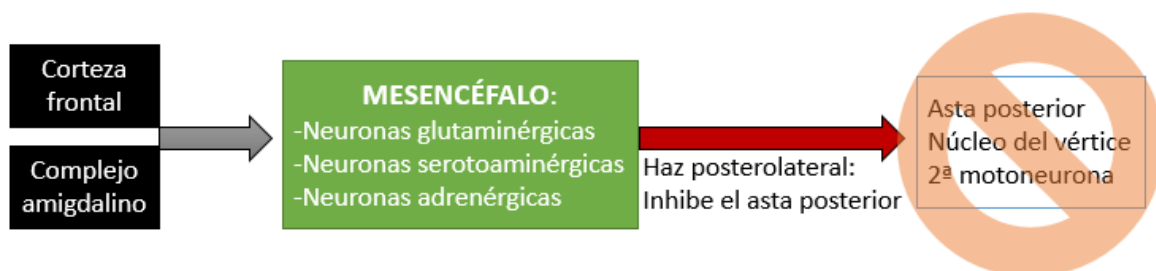 Corteza
frontal
Complejo
amigdalino
MESENCÉFALO:
-Neuronas glutaminérgicas
-Neuronas serotoaminérgicas
-Neuronas adrenérgicas
Haz posterolateral:
Inhibe el asta posterior
Asta posterior
Núcleo del vértice
2ª motoneurona